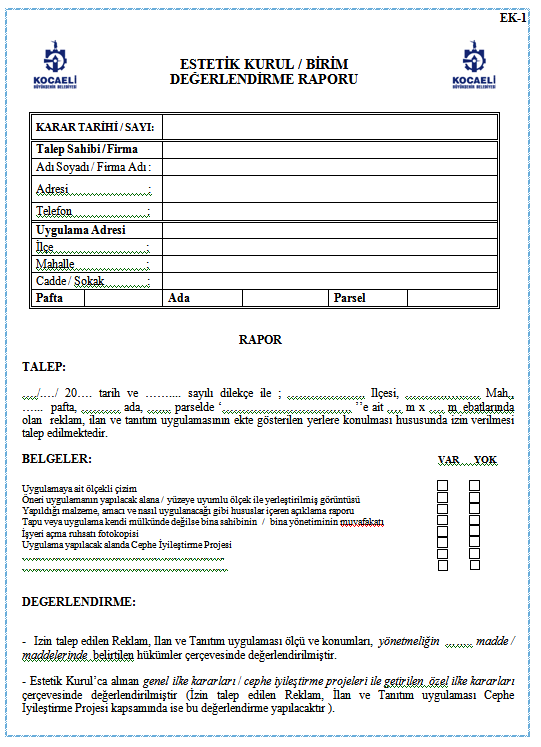 EK-1
KOCAELİ
BÜYÜKŞEHİR BELEDİYESİ
ESTETİK KURUL / BİRİM
DEĞERLENDİRME RAPORU
KOCAELİ
BÜYÜKŞEHİR BELEDİYESİ
KARAR TARİHİ / SAYI:
Talep Sahibi / Firma
Adı Soyadı / Firma Adı :
Adresi :
Telefon :
Uygulama Adresi
İlçe :
Mahalle :
Cadde / Sokak :
Pafta Ada Parsel
RAPOR
TALEP:
…./…./ 20…. tarih ve ……..... sayılı dilekçe ile ; ………………… Ilçesi, ………………… Mah.,
…... pafta, ……… ada, …… parselde ‘……………………………… ’’e ait …. m x …. m ebatlarında
olan reklam, ilan ve tanıtım uygulamasının ekte gösterilen yerlere konulması hususunda izin verilmesi
talep edilmektedir.
BELGELER: VAR YOK
Uygulamaya ait ölçekli çizim
Öneri uygulamanın yapılacak alana / yüzeye uyumlu ölçek ile yerleştirilmiş görüntüsü
Yapıldığı malzeme, amacı ve nasıl uygulanacağı gibi hususlar içeren açıklama raporu
Tapu veya uygulama kendi mülkünde değilse bina sahibinin / bina yönetiminin muvafakatı
İşyeri açma ruhsatı fotokopisi
Uygulama yapılacak alanda Cephe İyileştirme Projesi
……………………………………………………
……………………………………………………
DEGERLENDIRME:
- Izin talep edilen Reklam, Ilan ve Tanıtım uygulaması ölçü ve konumları, yönetmeliğin ……. madde /
maddelerinde belirtilen hükümler çerçevesinde değerlendirilmiştir.
- Estetik Kurul’ca alınan genel ilke kararları / cephe iyileştirme projeleri ile getirilen özel ilke kararları
çerçevesinde değerlendirilmiştir (İzin talep edilen Reklam, İlan ve Tanıtım uygulaması Cephe
İyileştirme Projesi kapsamında ise bu değerlendirme yapılacaktır ).